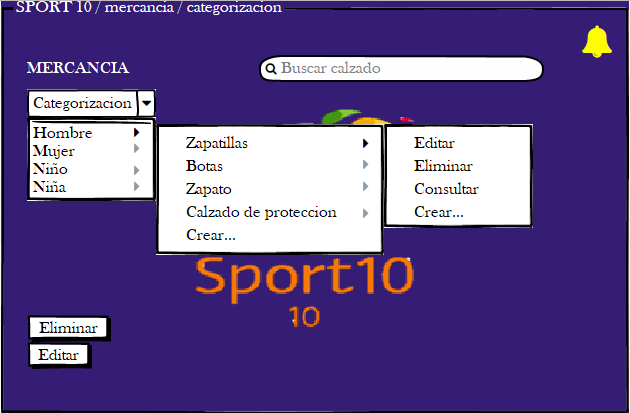 SPORT 10 / mercancia / categorizacion
MERCANCIA
Buscar calzado
Categorizacion
Hombre
Mujer
Niño
Niña
Zapatillas
Botas
Zapato
Calzado de proteccion
Crear...
Editar
Eliminar
Consultar
Crear...
Sport10
10
Eliminar
Editar